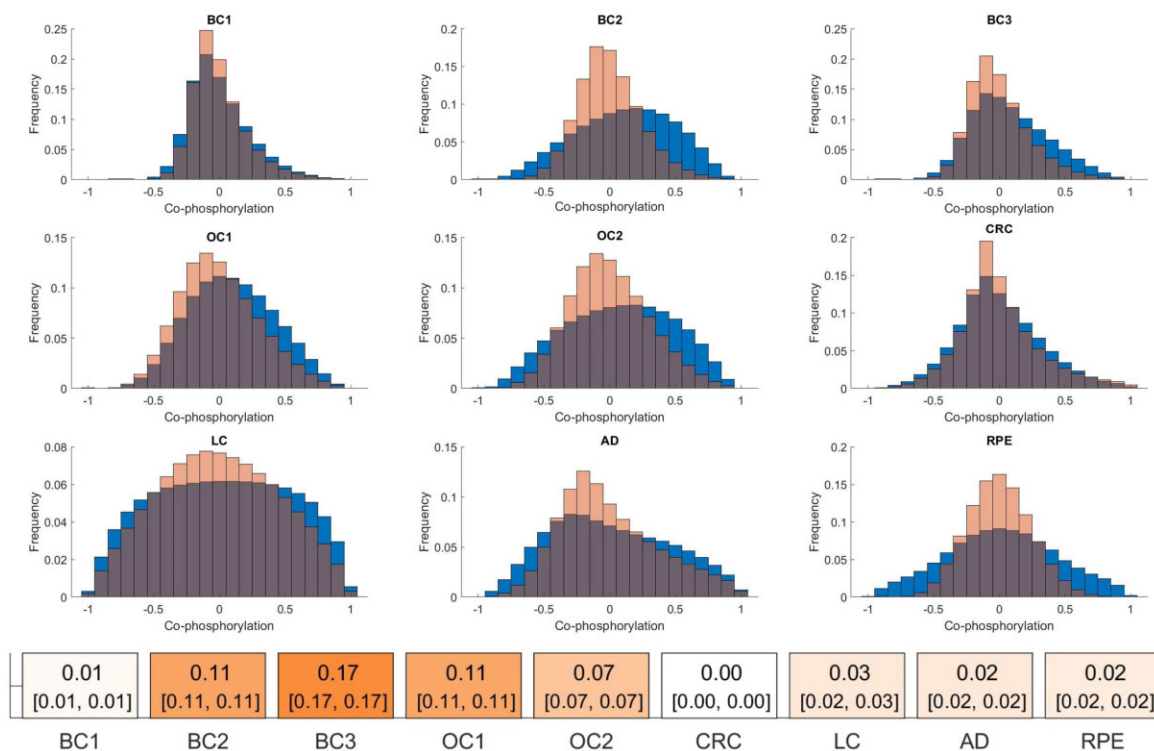 BC1
0.25
0.2
0.15
0.1
0.05
0
Frequency
-1 -0.5 0 0.5 1
Co-phosphorylation
BC2
0.2
0.15
0.1
0.05
0
Frequency
-1 -0.5 0 0.5 1
Co-phosphorylation
BC3
0.25
0.2
0.15
0.1
0.05
0
Frequency
-1 -0.5 0 0.5 1
Co-phosphorylation
OC1
0.15
0.1
0.05
0
Frequency
-1 -0.5 0 0.5 1
Co-phosphorylation
OC2
0.15
0.1
0.05
0
Frequency
-1 -0.5 0 0.5 1
Co-phosphorylation
CRC
0.2
0.15
0.1
0.05
0
Frequency
-1 -0.5 0 0.5 1
Co-phosphorylation
LC
0.08
0.06
0.04
0.02
0
Frequency
-1 -0.5 0 0.5 1
Co-phosphorylation
AD
0.15
0.1
0.05
0
Frequency
-1 -0.5 0 0.5 1
Co-phosphorylation
RPE
0.2
0.15
0.1
0.05
0
Frequency
-1 -0.5 0 0.5 1
Co-phosphorylation
0.01 0.11 0.17 0.11 0.07 0.00 0.03 0.02 0.02
[0.01, 0.01] [0.11, 0.11] [0.17, 0.17] [0.11, 0.11] [0.07, 0.07] [0.00, 0.00] [0.02, 0.03] [0.02, 0.02] [0.02, 0.02]
BC1 BC2 BC3 OC1 OC2 CRC LC AD RPE